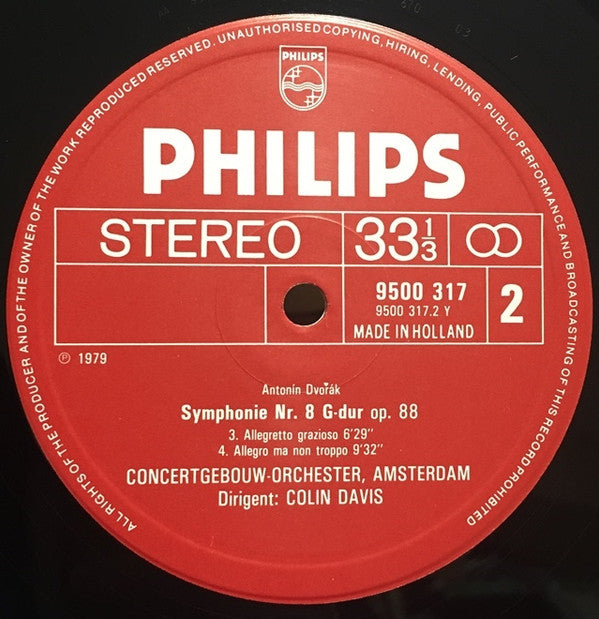 ALL RIGHTS OF THE PRODUCER AND OF THE OWNER OF THE WORK REPRODUCED RESERVED. UNAUTHORISED COPYING, HIRING, LENDING, PUBLIC PERFORMANCE AND BROADCASTING OF THIS RECORD PROHIBITED
PHILIPS
PHILIPS
STEREO 33 1/3
9500 317
9500 317.2 Y
2
MADE IN HOLLAND
℗ 1979
Antonín Dvořák
Symphonie Nr. 8 G-dur op. 88
3. Allegretto grazioso 6'29"
4. Allegro ma non troppo 9'32"
CONCERTGEBOUW-ORCHESTER, AMSTERDAM
Dirigent: COLIN DAVIS